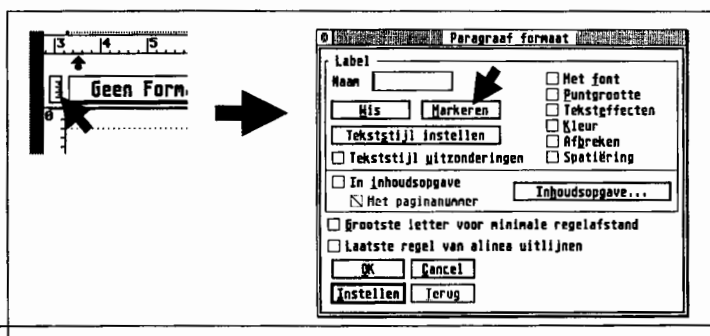 3 4 5
Geen Form
0
Paragraaf formaat
Label
Naam
Met font
Puntgrootte
Wis Markeren
Teksteffecten
Kleur
Tekststijl instellen
Afbreken
Tekststijl uitzonderingen
Spatiëring
In inhoudsopgave
Inhoudsopgave...
Met paginanummer
Grootste letter voor minimale regelafstand
Laatste regel van alinea uitlijnen
OK Cancel
Instellen Terug